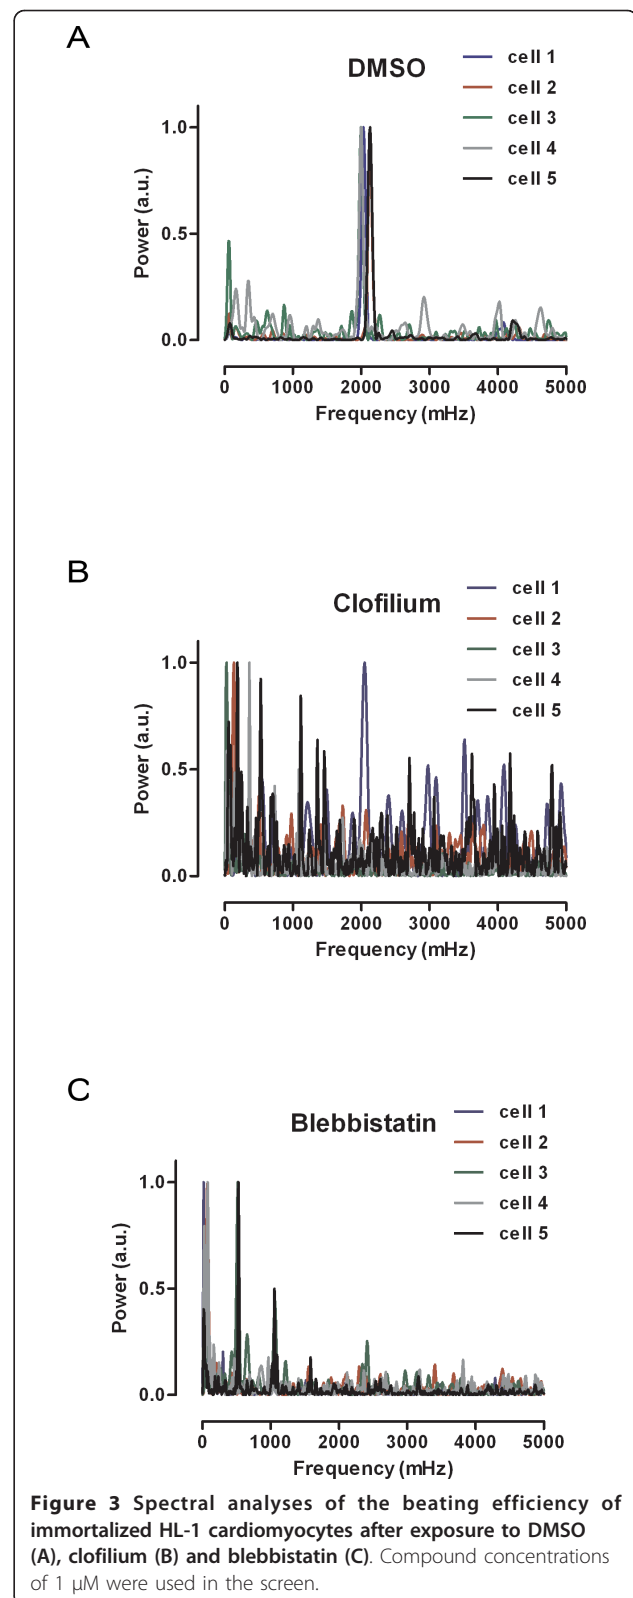 A
DMSO
cell 1
cell 2
cell 3
cell 4
cell 5
1.0
0.5
0.0
Power (a.u.)
0 1000 2000 3000 4000 5000
Frequency (mHz)
B
Clofilium
cell 1
cell 2
cell 3
cell 4
cell 5
1.0
0.5
0.0
Power (a.u.)
0 1000 2000 3000 4000 5000
Frequency (mHz)
C
Blebbistatin
cell 1
cell 2
cell 3
cell 4
cell 5
1.0
0.5
0.0
Power (a.u.)
0 1000 2000 3000 4000 5000
Frequency (mHz)
Figure 3 Spectral analyses of the beating efficiency of
immortalized HL-1 cardiomyocytes after exposure to DMSO
(A), clofilium (B) and blebbistatin (C). Compound concentrations
of 1 μM were used in the screen.